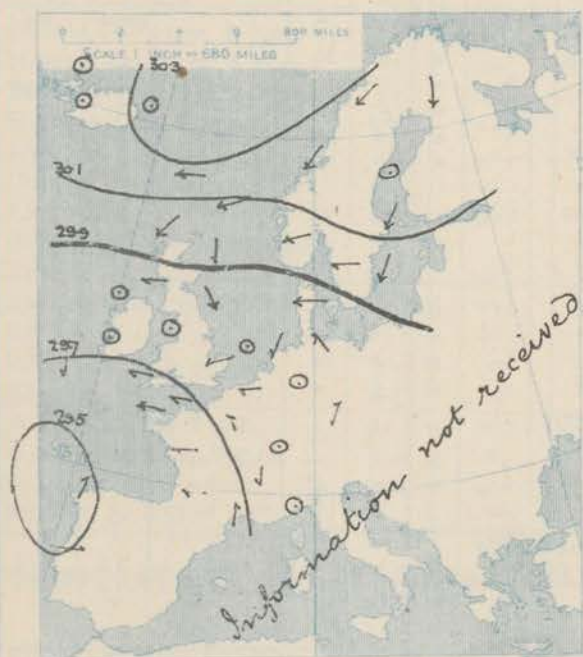 0 2 4 6 800 MILES
SCALE 1 INCH = 680 MILES
303
301
299
297
295
Information not received